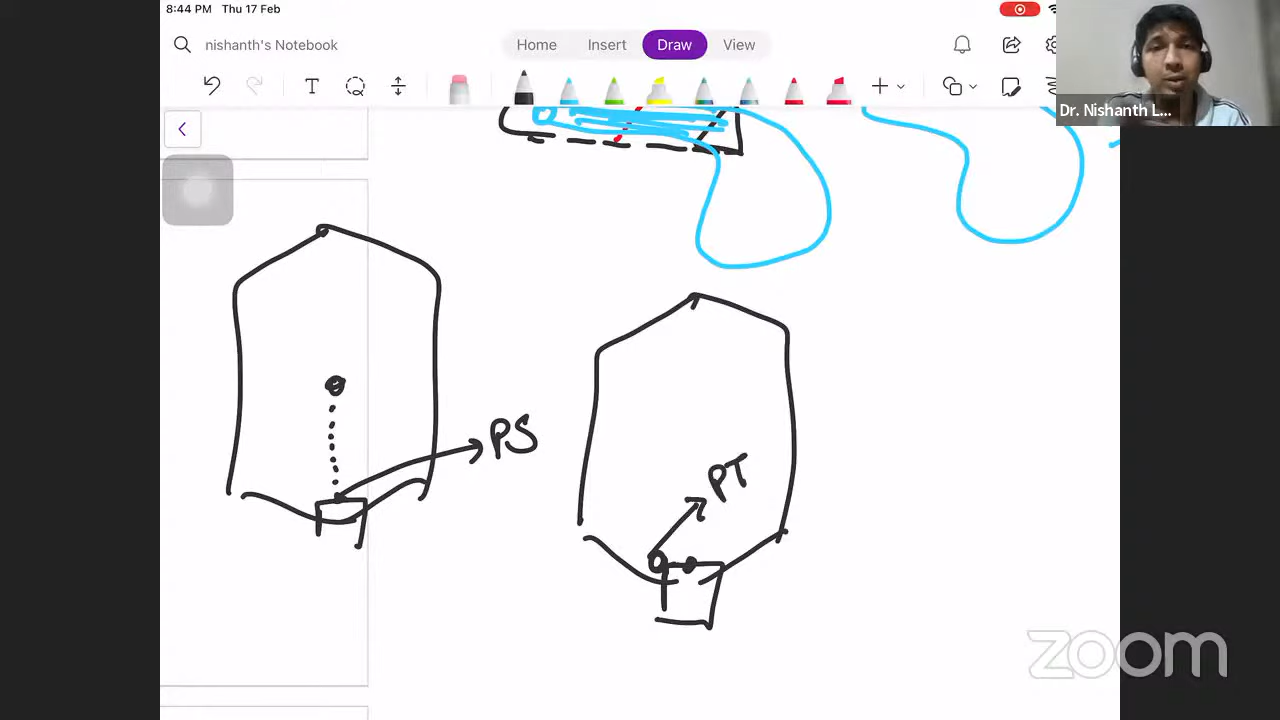 8:44 PM Thu 17 Feb
nishanth's Notebook
Home Insert Draw View
Dr. Nishanth L...
PS
PT
zoom